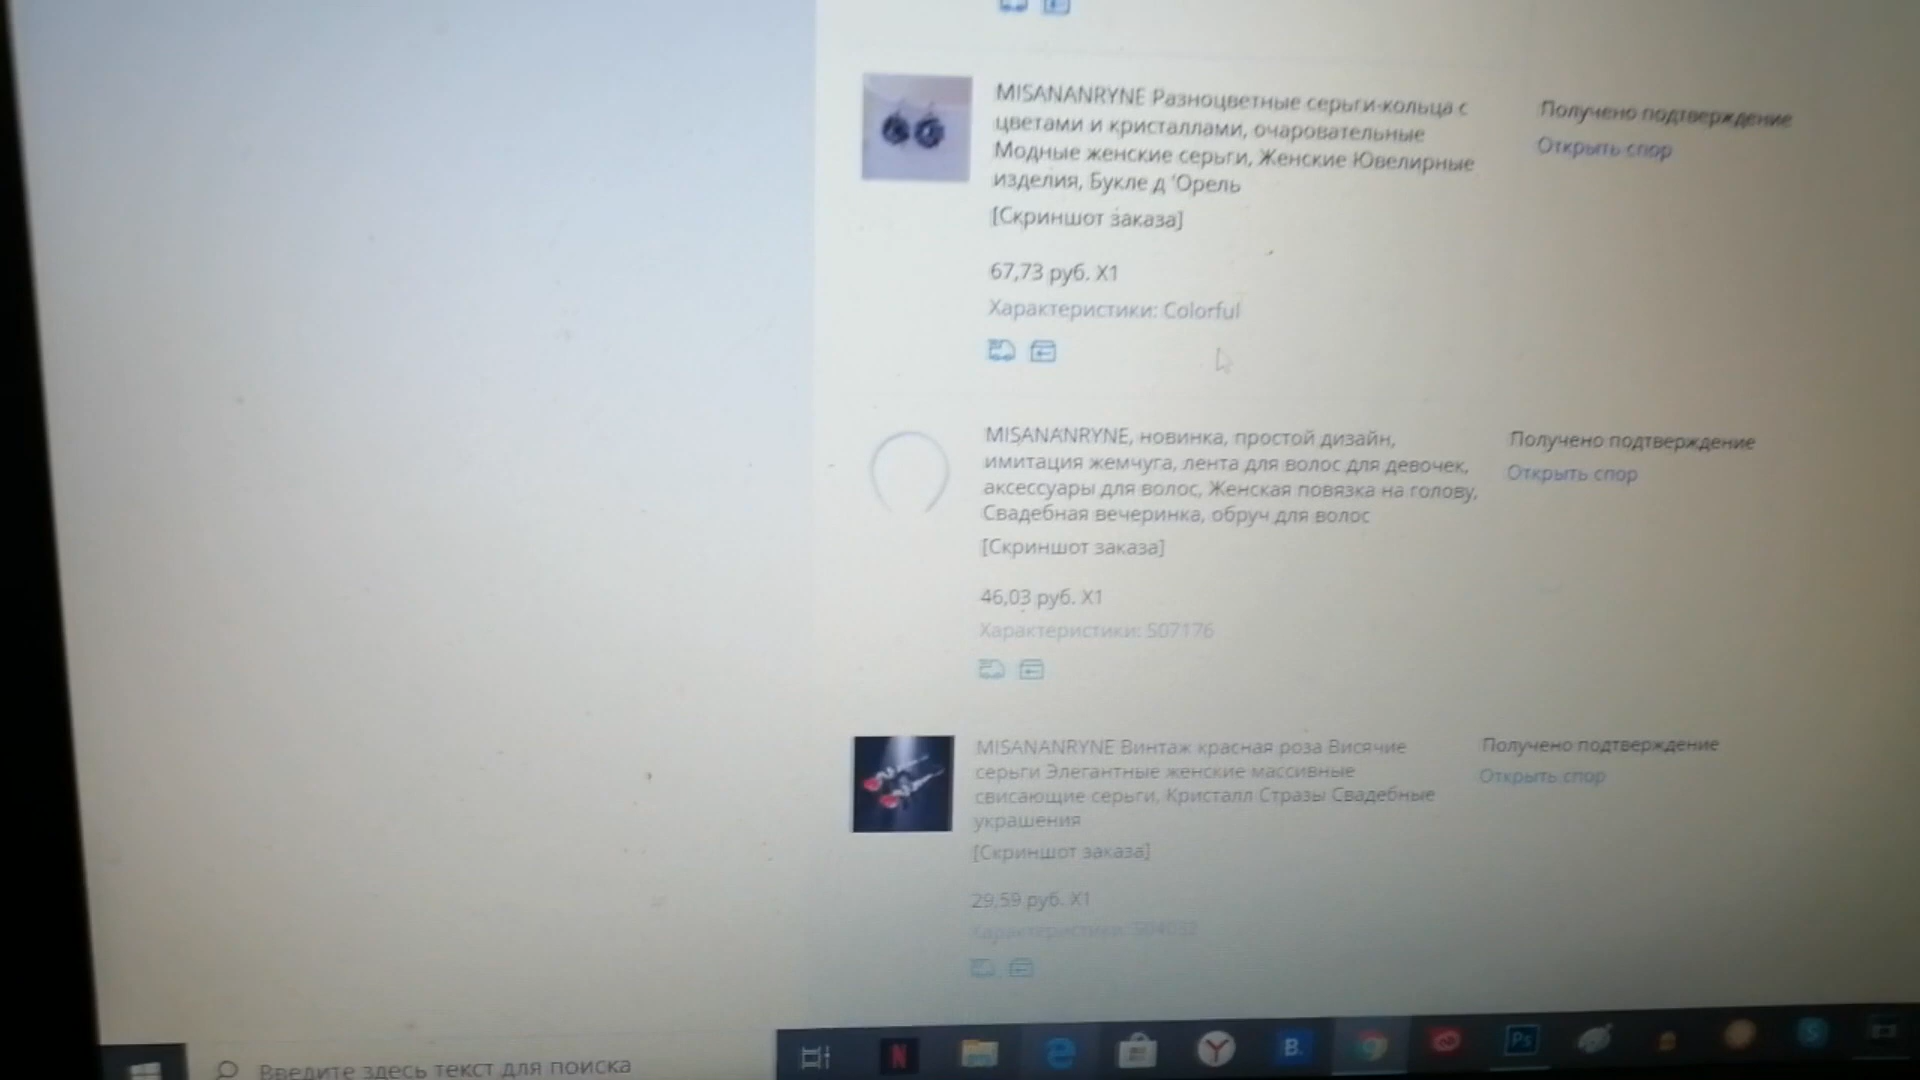 MISANANRYNE Разноцветные серьги-кольца с
цветами и кристаллами, очаровательные
Модные женские серьги, Женские Ювелирные
изделия, Букле д 'Орель
[Скриншот заказа]
67,73 руб. X1
Характеристики: Colorful
Получено подтверждение
Открыть спор
MISANANRYNE, новинка, простой дизайн,
имитация жемчуга, лента для волос для девочек,
аксессуары для волос, Женская повязка на голову,
Свадебная вечеринка, обруч для волос
[Скриншот заказа]
46,03 руб. X1
Характеристики: S07176
Получено подтверждение
Открыть спор
MISANANRYNE Винтаж красная роза Висячие
серьги Элегантные женские массивные
свисающие серьги, Кристалл Стразы Свадебные
украшения
[Скриншот заказа]
29,59 руб. X1
Характеристики: S04032
Получено подтверждение
Открыть спор
Введите здесь текст для поиска
N
Y
B.
Ps
S